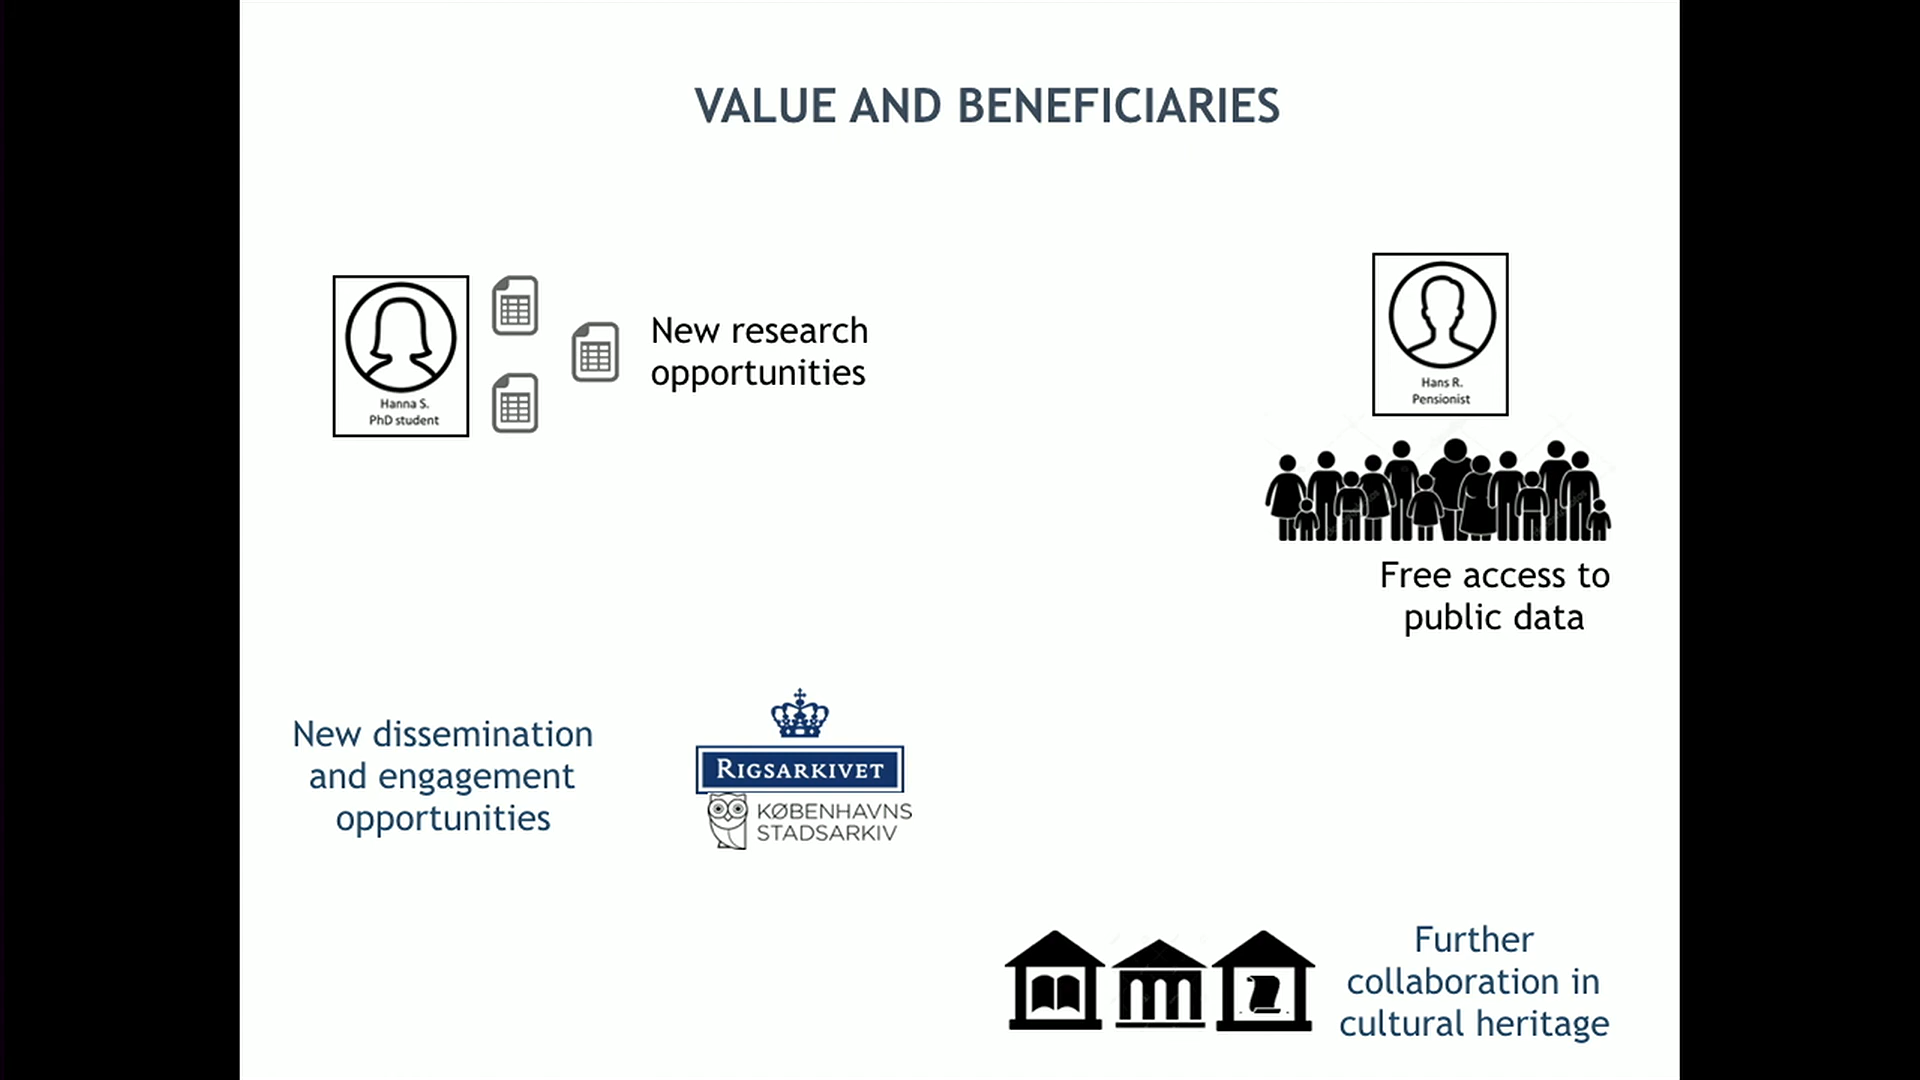 VALUE AND BENEFICIARIES
Hanna S.
PhD student
New research
opportunities
Hans R.
Pensionist
Free access to
public data
New dissemination
and engagement
opportunities
RIGSARKIVET
KØBENHAVNS
STADSARKIV
Further
collaboration in
cultural heritage